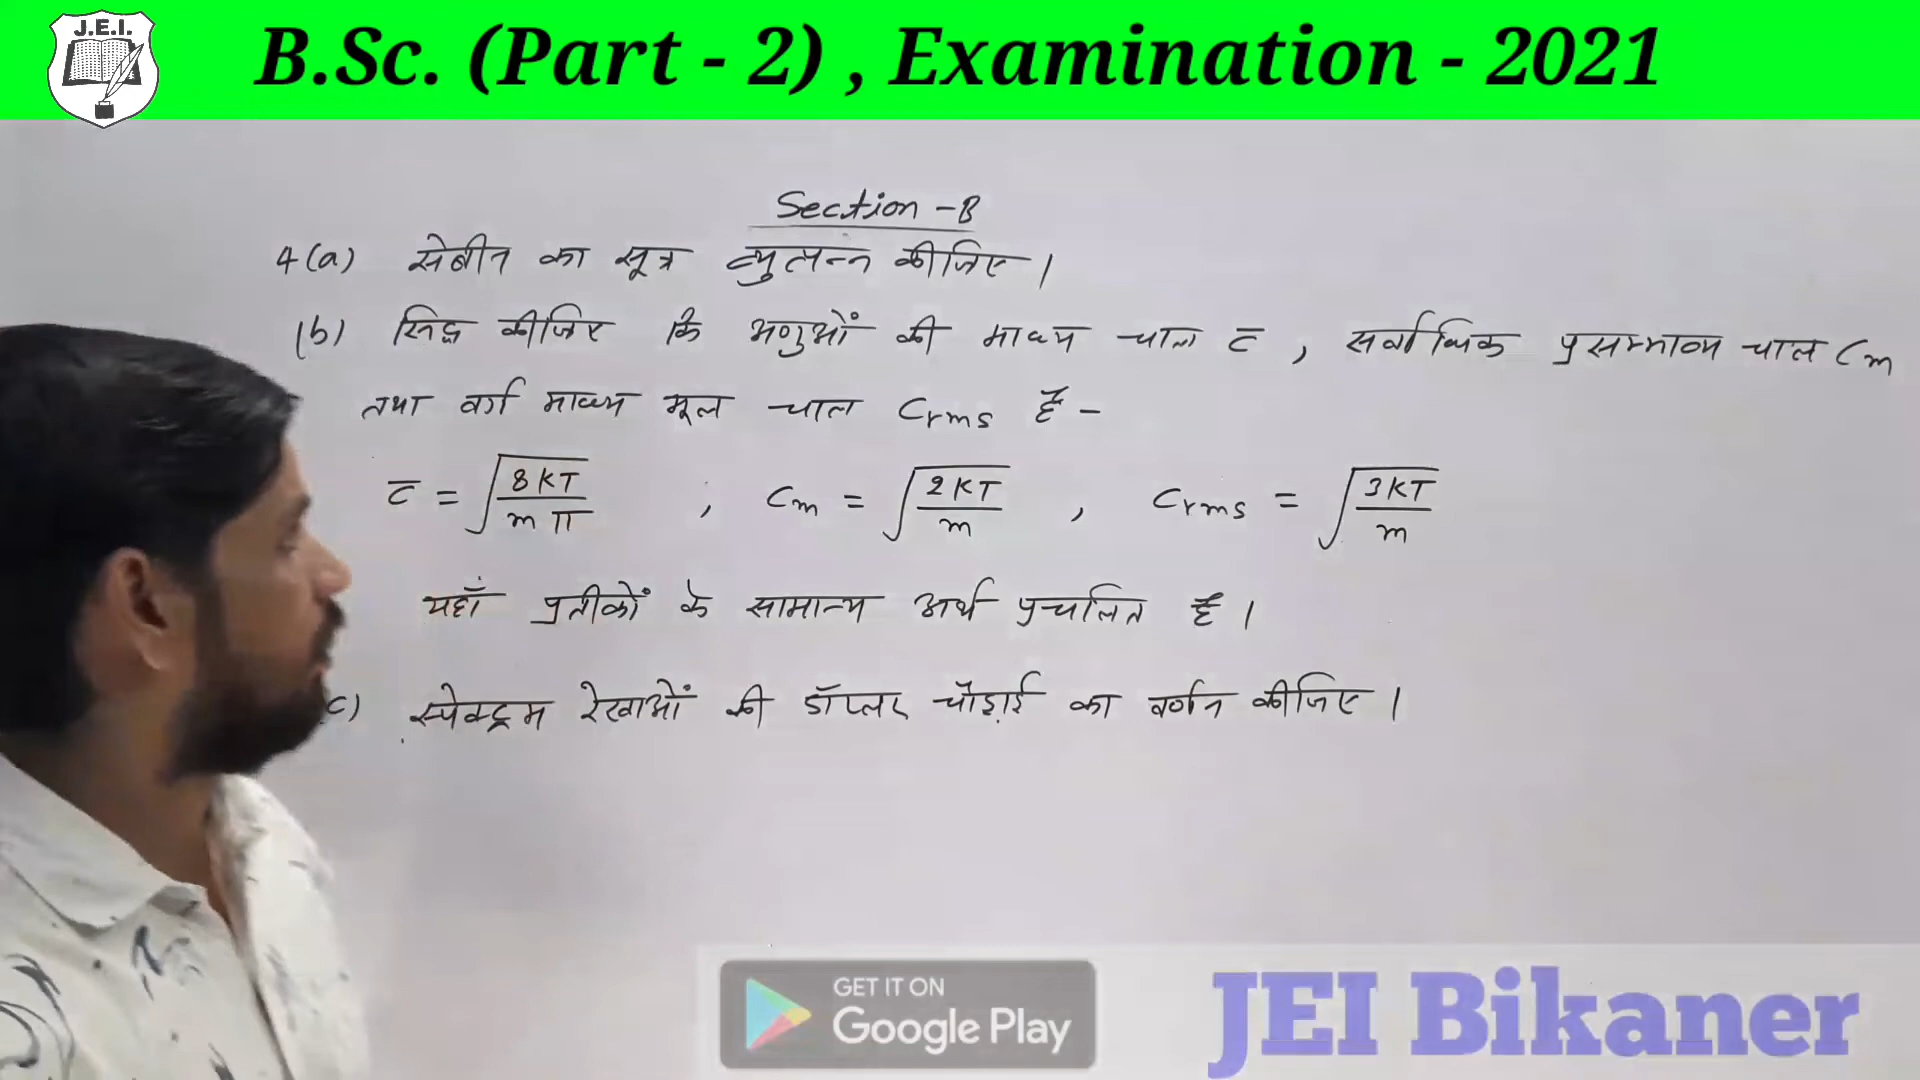 J.E.I.
B.Sc. (Part - 2) , Examination - 2021
Section - B
4(a) सेबीन का सूत्र व्युत्पन्न कीजिए।
(b) सिद्ध कीजिए कि अणुओं की माध्य चाल c̅ , सर्वाधिक प्रसम्भाव्य चाल Cm
तथा वर्ग माध्य मूल चाल Crms हैं -
c̅ = √(8KT/mπ) , Cm = √(2KT/m) , Crms = √(3KT/m)
यहाँ प्रतीकों के सामान्य अर्थ प्रचलित है।
c) स्पेक्ट्रम रेखाओं की डॉप्लर चौड़ाई का वर्णन कीजिए।
GET IT ON
Google Play
JEI Bikaner